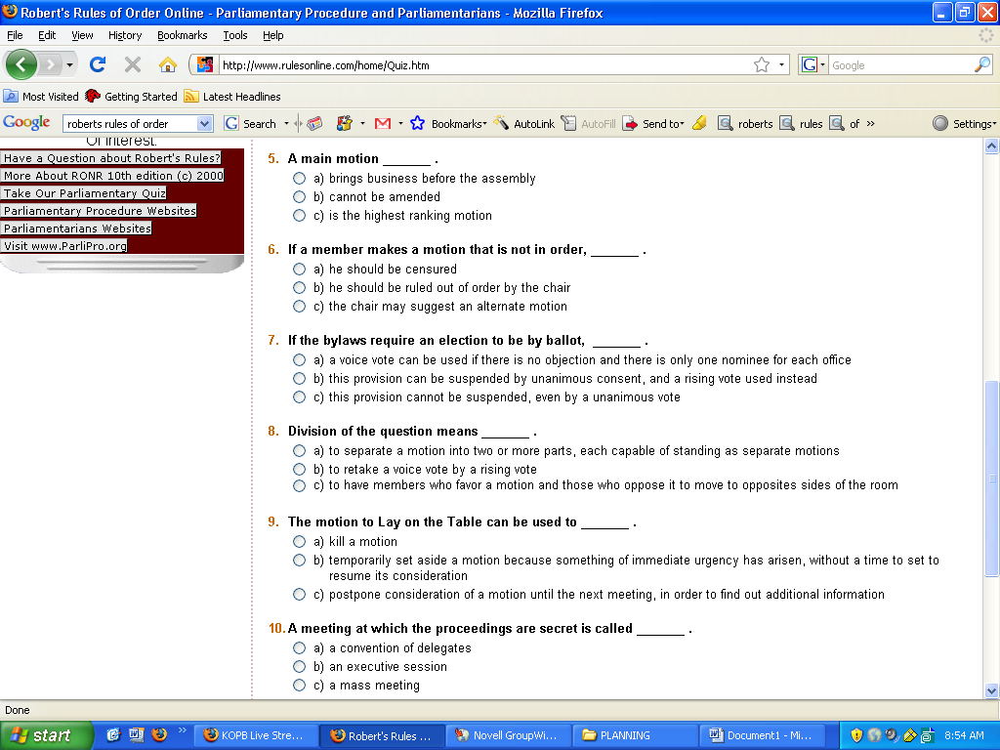 Robert's Rules of Order Online - Parliamentary Procedure and Parliamentarians - Mozilla Firefox
File Edit View History Bookmarks Tools Help
http://www.rulesonline.com/home/Quiz.htm
G Google
Most Visited Getting Started Latest Headlines
Google roberts rules of order G Search Bookmarks AutoLink AutoFill Send to roberts rules of » Settings
Of Interest:
Have a Question about Robert's Rules?
More About RONR 10th edition (c) 2000
Take Our Parliamentary Quiz
Parliamentary Procedure Websites
Parliamentarians Websites
Visit www.ParliPro.org
5. A main motion _______ .
a) brings business before the assembly
b) cannot be amended
c) is the highest ranking motion
6. If a member makes a motion that is not in order, _______ .
a) he should be censured
b) he should be ruled out of order by the chair
c) the chair may suggest an alternate motion
7. If the bylaws require an election to be by ballot, _______ .
a) a voice vote can be used if there is no objection and there is only one nominee for each office
b) this provision can be suspended by unanimous consent, and a rising vote used instead
c) this provision cannot be suspended, even by a unanimous vote
8. Division of the question means _______ .
a) to separate a motion into two or more parts, each capable of standing as separate motions
b) to retake a voice vote by a rising vote
c) to have members who favor a motion and those who oppose it to move to opposites sides of the room
9. The motion to Lay on the Table can be used to _______ .
a) kill a motion
b) temporarily set aside a motion because something of immediate urgency has arisen, without a time to set to
resume its consideration
c) postpone consideration of a motion until the next meeting, in order to find out additional information
10. A meeting at which the proceedings are secret is called _______ .
a) a convention of delegates
b) an executive session
c) a mass meeting
Done
start » KOPB Live Stre... Robert's Rules ... Novell GroupWi... PLANNING Document1 - Mi... 8:54 AM